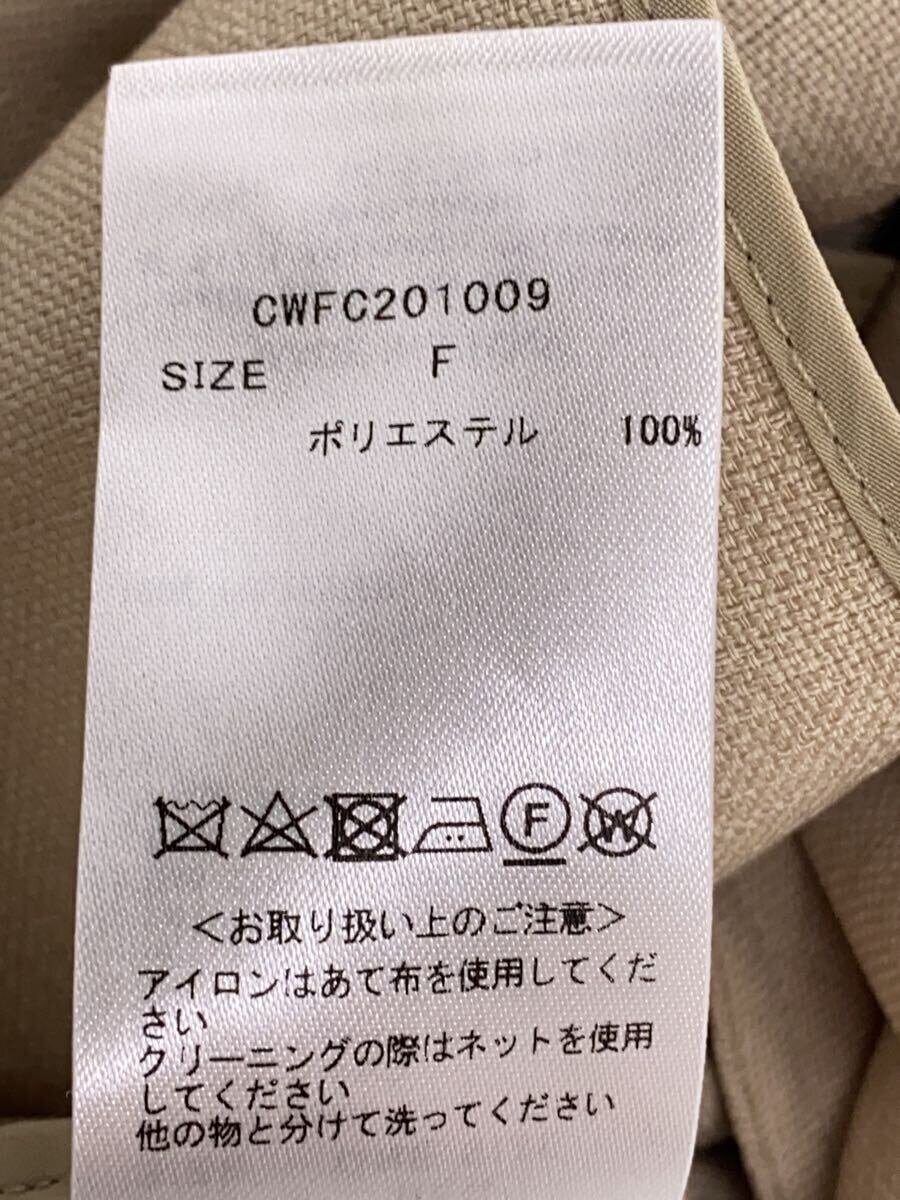 CWFC201009
SIZE F
ポリエステル 100%
F W
<お取り扱い上のご注意>
アイロンはあて布を使用してくだ
さい
クリーニングの際はネットを使用
してください
他の物と分けて洗ってください